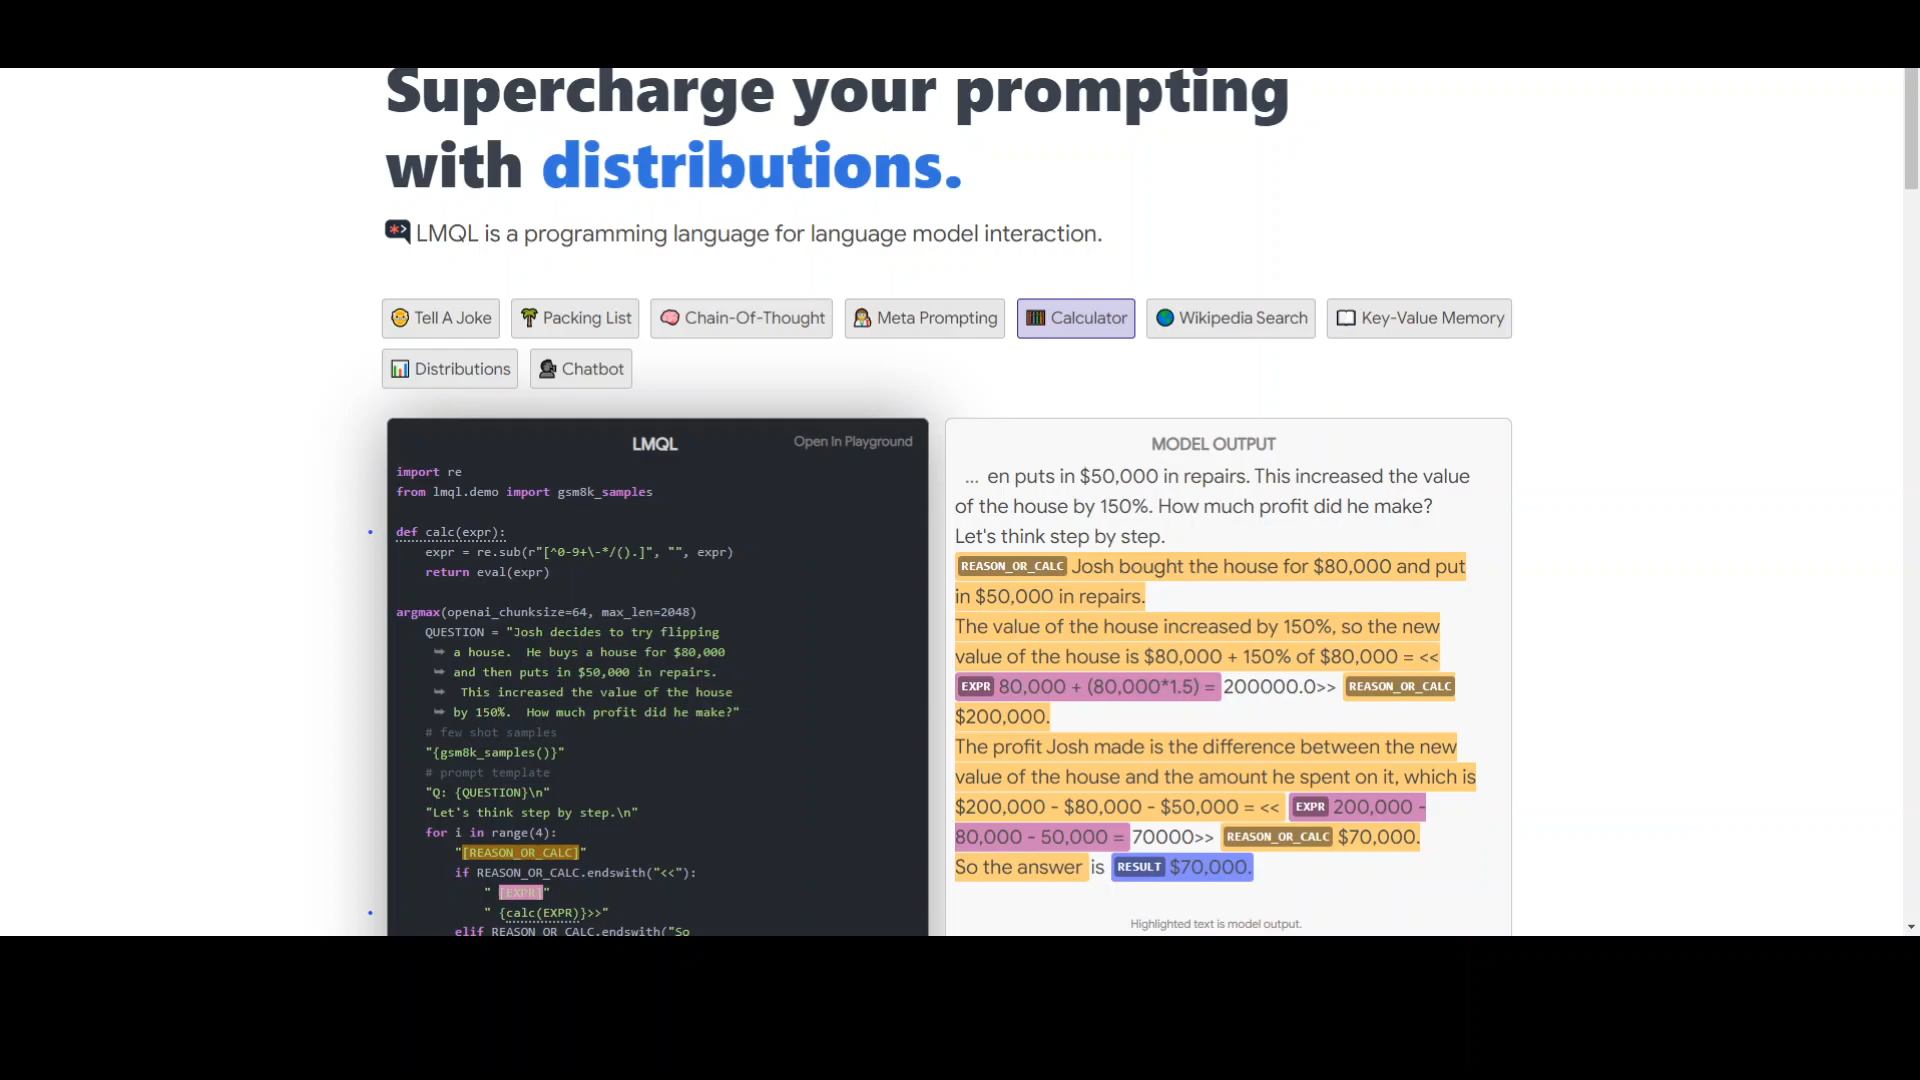 Supercharge your prompting
with distributions.
LMQL is a programming language for language model interaction.
Tell A Joke
Packing List
Chain-Of-Thought
Meta Prompting
Calculator
Wikipedia Search
Key-Value Memory
Distributions
Chatbot
LMQL
Open In Playground
import re
from lmql.demo import gsm8k_samples
def calc(expr):
expr = re.sub(r"[^0-9+\-*/().]", "", expr)
return eval(expr)
argmax(openai_chunksize=64, max_len=2048)
QUESTION = "Josh decides to try flipping
a house.  He buys a house for $80,000
and then puts in $50,000 in repairs.
This increased the value of the house
by 150%.  How much profit did he make?"
# few shot samples
"{gsm8k_samples()}"
# prompt template
"Q: {QUESTION}\n"
"Let's think step by step.\n"
for i in range(4):
"[REASON_OR_CALC]"
if REASON_OR_CALC.endswith("<<"):
" [EXPR]"
" {calc(EXPR)}>>"
elif REASON_OR_CALC.endswith("So
MODEL OUTPUT
... en puts in $50,000 in repairs. This increased the value
of the house by 150%. How much profit did he make?
Let's think step by step.
REASON_OR_CALC Josh bought the house for $80,000 and put
in $50,000 in repairs.
The value of the house increased by 150%, so the new
value of the house is $80,000 + 150% of $80,000 = <<
EXPR 80,000 + (80,000*1.5) = 200000.0>> REASON_OR_CALC
$200,000.
The profit Josh made is the difference between the new
value of the house and the amount he spent on it, which is
$200,000 - $80,000 - $50,000 = << EXPR 200,000 -
80,000 - 50,000 = 70000>> REASON_OR_CALC $70,000.
So the answer is RESULT $70,000.
Highlighted text is model output.